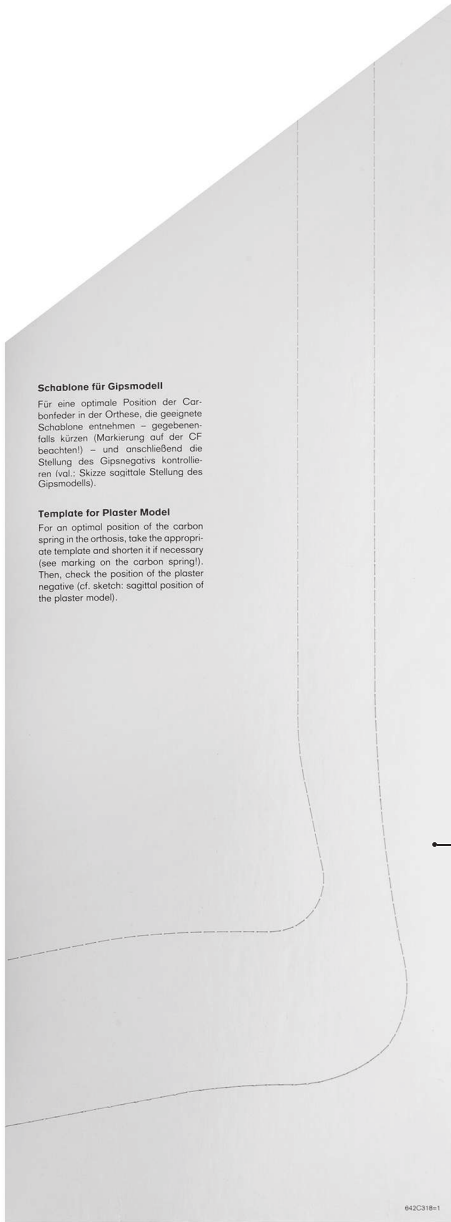 Schablone für Gipsmodell
Für eine optimale Position der Car-
bonfeder in der Orthese, die geeignete
Schablone entnehmen – gegebenen-
falls kürzen (Markierung auf der CF
beachten!) – und anschließend die
Stellung des Gipsnegativs kontrollie-
ren (val.: Skizze sagittale Stellung des
Gipsmodells).
Template for Plaster Model
For an optimal position of the carbon
spring in the orthosis, take the appropri-
ate template and shorten it if necessary
(see marking on the carbon spring!).
Then, check the position of the plaster
negative (cf. sketch: sagittal position of
the plaster model).
642C318=1